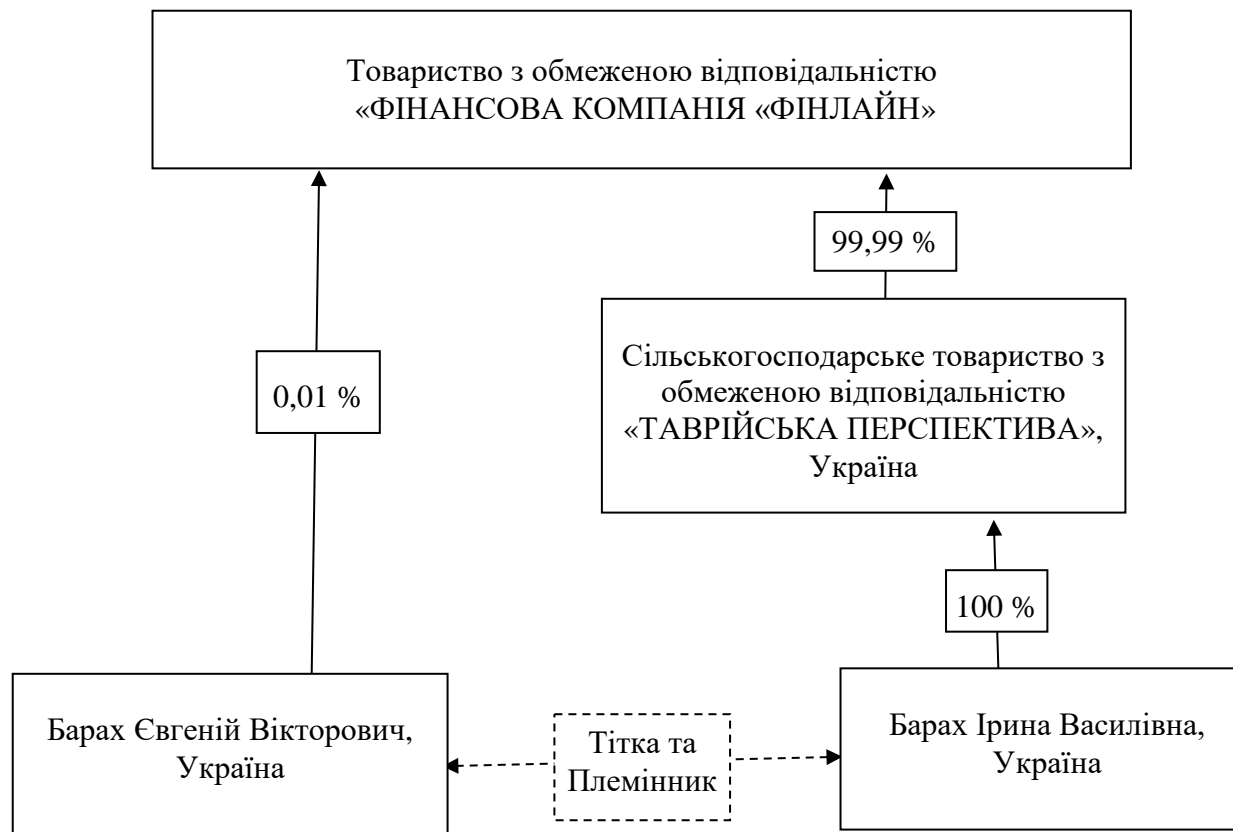 Товариство з обмеженою відповідальністю
«ФІНАНСОВА КОМПАНІЯ «ФІНЛАЙН»
99,99 %
Сільськогосподарське товариство з
обмеженою відповідальністю
«ТАВРІЙСЬКА ПЕРСПЕКТИВА»,
Україна
0,01 %
100 %
Барах Євгеній Вікторович,
Україна
Тітка та
Племінник
Барах Ірина Василівна,
Україна